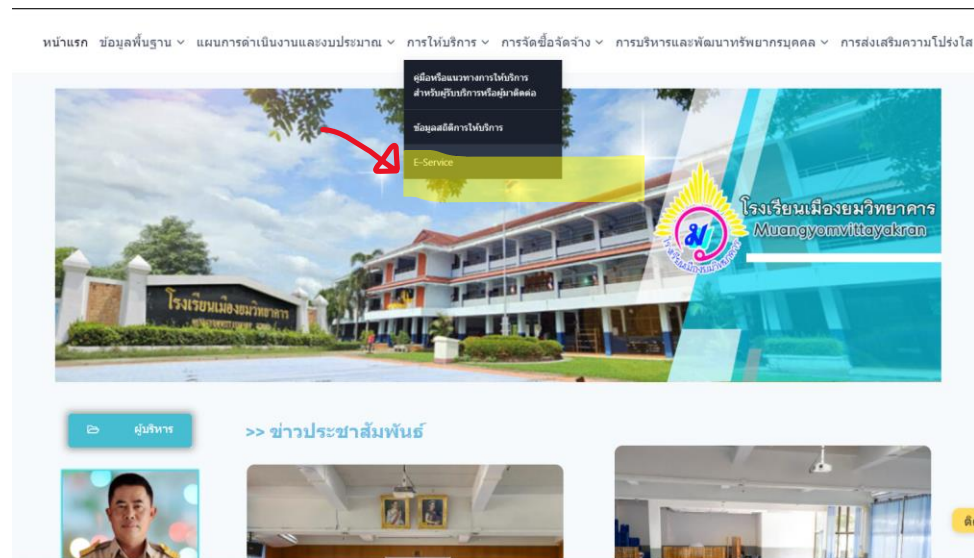 หน้าแรก ข้อมูลพื้นฐาน แผนการดำเนินงานและงบประมาณ การให้บริการ การจัดซื้อจัดจ้าง การบริหารและพัฒนาทรัพยากรบุคคล การส่งเสริมความโปร่งใส
คู่มือหรือแนวทางการให้บริการ
สำหรับผู้รับบริการหรือผู้มาติดต่อ
ข้อมูลสถิติการให้บริการ
E-Service
โรงเรียนเมืองยมวิทยาคาร
Muangyomvittayakran
โรงเรียนเมืองยมวิทยาคาร
ผู้บริหาร
>> ข่าวประชาสัมพันธ์